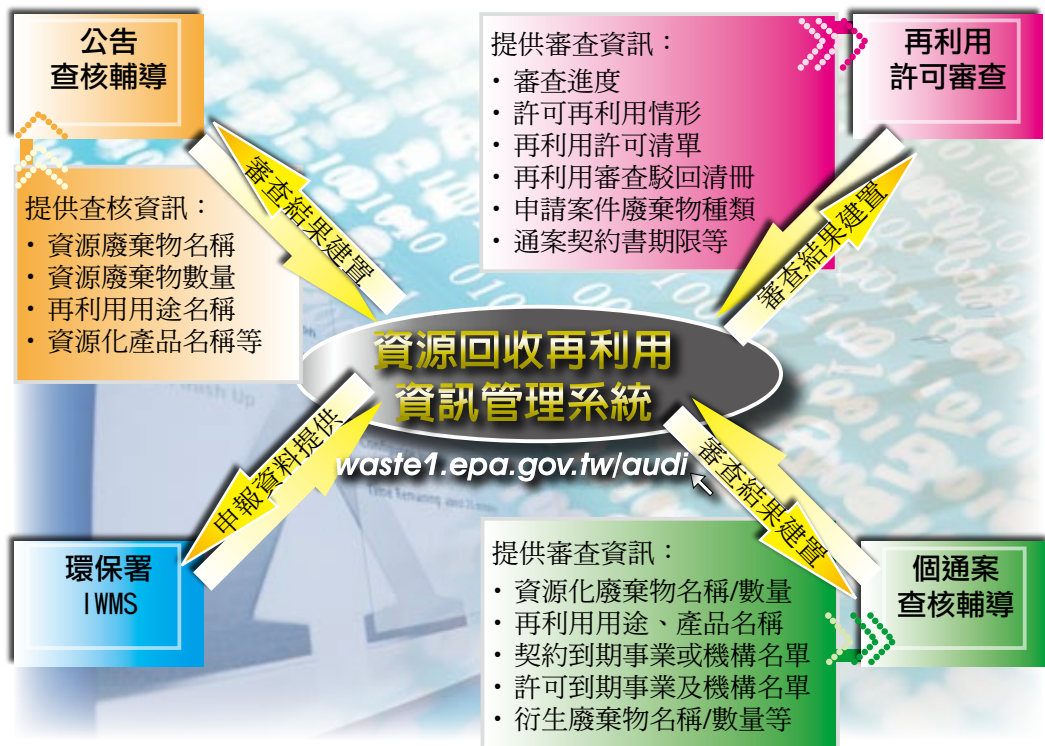 公告
查核輔導
提供查核資訊：
・資源廢棄物名稱
・資源廢棄物數量
・再利用用途名稱
・資源化產品名稱等
審查結果建置
提供審查資訊：
・審查進度
・許可再利用情形
・再利用許可清單
・再利用審查駁回清冊
・申請案件廢棄物種類
・通案契約書期限等
再利用
許可審查
審查結果建置
資源回收再利用
資訊管理系統
waste1.epa.gov.tw/audi
申報資料提供
環保署
IWMS
審查結果建置
提供審查資訊：
・資源化廢棄物名稱/數量
・再利用用途、產品名稱
・契約到期事業或機構名單
・許可到期事業及機構名單
・衍生廢棄物名稱/數量等
個通案
查核輔導